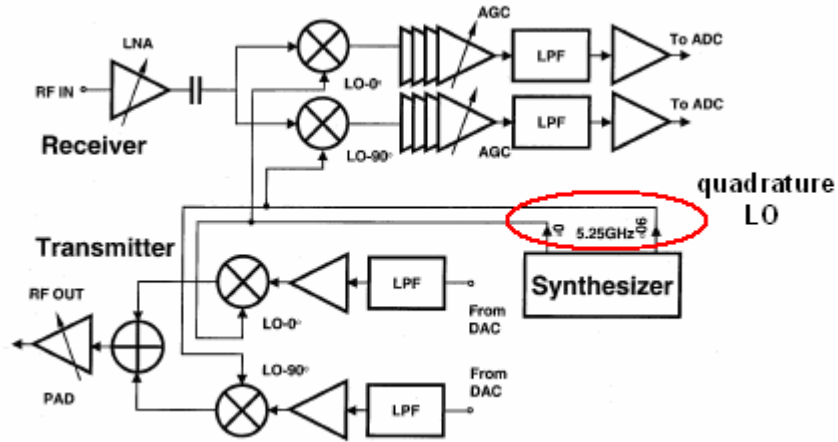 AGC
LNA
LPF
To ADC
RF IN
LO-0°
To ADC
LPF
Receiver
LO-90°
AGC
quadrature
LO
0°
5.25GHz
90°
Transmitter
Synthesizer
RF OUT
LPF
From
DAC
LO-0°
LO-90°
From
DAC
PAD
LPF